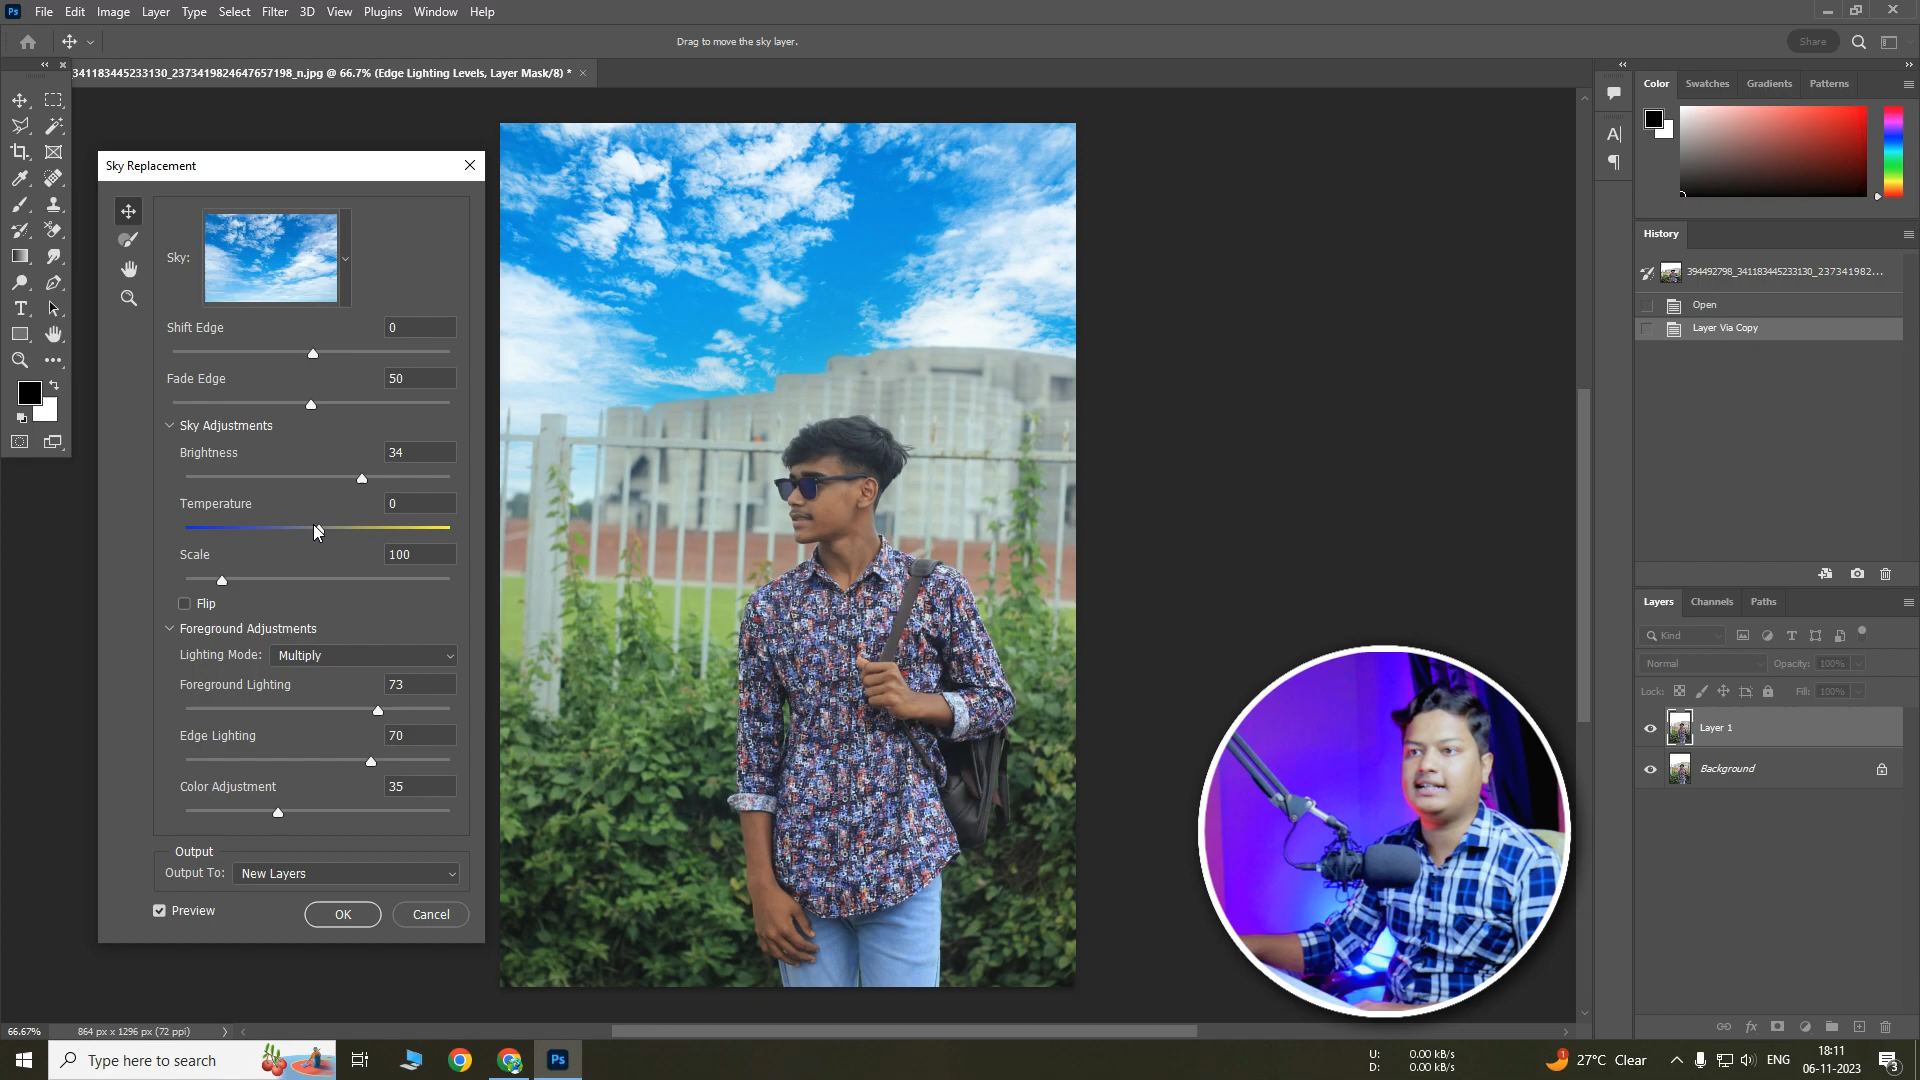 Ps File Edit Image Layer Type Select Filter 3D View Plugins Window Help
Drag to move the sky layer.
Share
341183445233130_2373419824647657198_n.jpg @ 66.7% (Edge Lighting Levels, Layer Mask/8) *
Color Swatches Gradients Patterns
Sky Replacement
Sky:
Shift Edge 0
Fade Edge 50
Sky Adjustments
Brightness 34
Temperature 0
Scale 100
Flip
Foreground Adjustments
Lighting Mode: Multiply
Foreground Lighting 73
Edge Lighting 70
Color Adjustment 35
Output
Output To: New Layers
Preview
OK Cancel
History
394492798_341183445233130_237341982...
Open
Layer Via Copy
Layers Channels Paths
Kind
Normal Opacity: 100%
Lock: Fill: 100%
Layer 1
Background
66.67% 864 px x 1296 px (72 ppi)
Type here to search
Ps
U: 0.00 kB/s
D: 0.00 kB/s
1
27°C Clear
ENG
18:11
06-11-2023
3